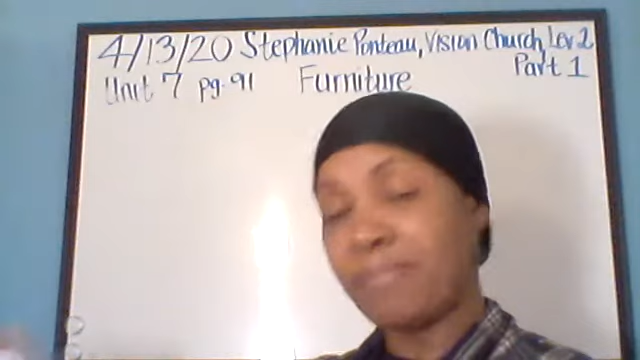 4/13/20 Stephanie Ponteau, Vision Church, Lev 2
Part 1
Unit 7 pg. 91 Furniture